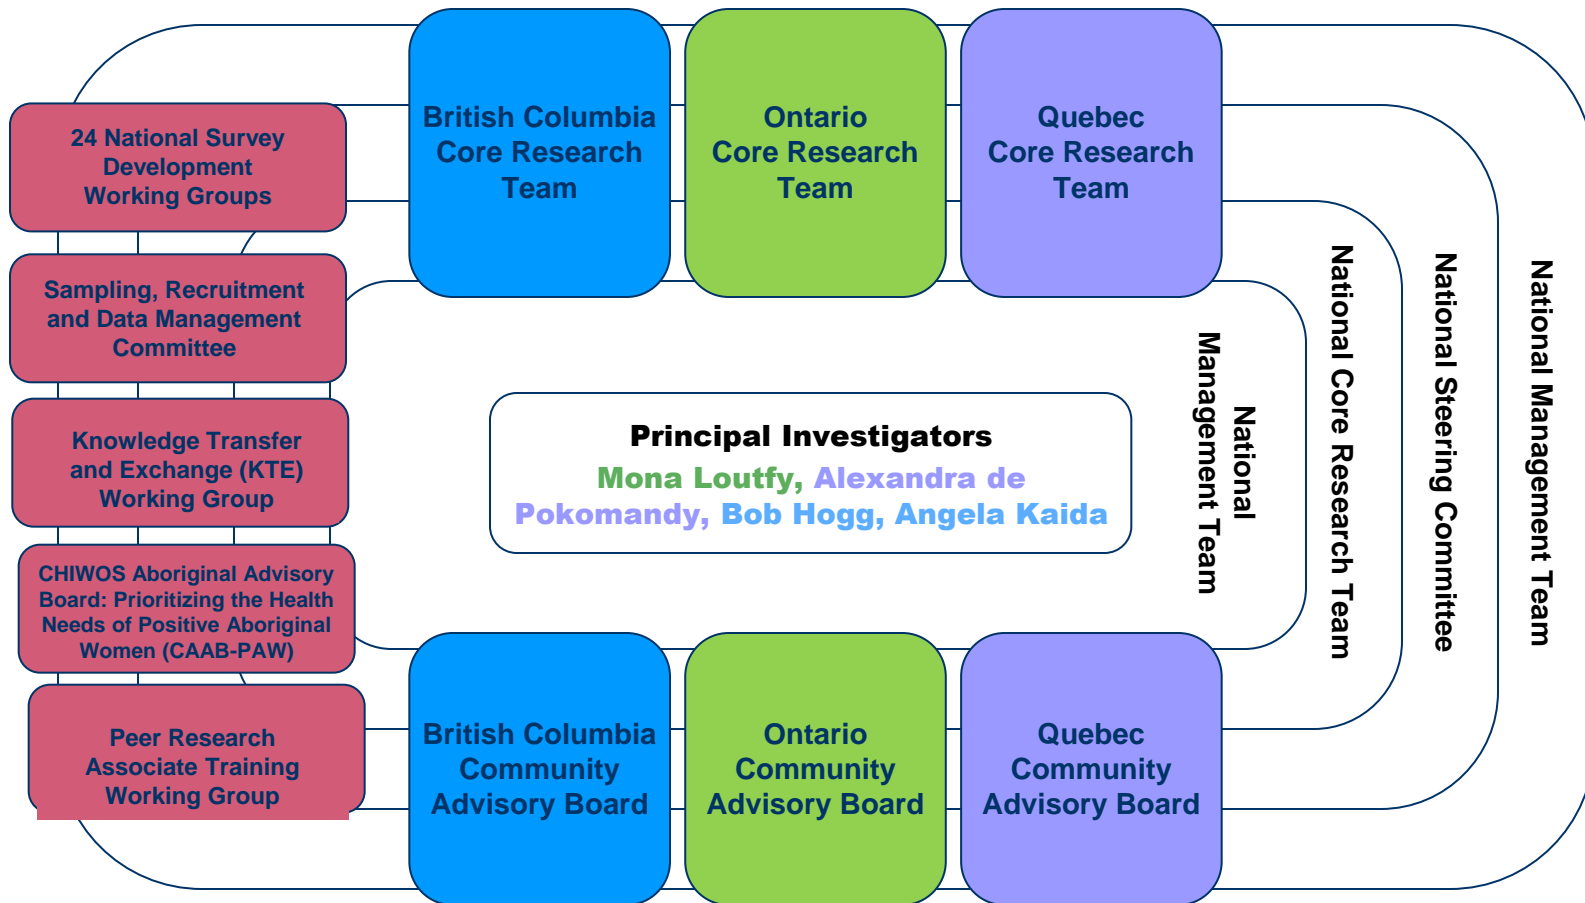 British Columbia
Core Research
Team
Ontario
Core Research
Team
Quebec
Core Research
Team
24 National Survey
Development
Working Groups
Sampling, Recruitment
and Data Management
Committee
Knowledge Transfer
and Exchange (KTE)
Working Group
CHIWOS Aboriginal Advisory
Board: Prioritizing the Health
Needs of Positive Aboriginal
Women (CAAB-PAW)
Peer Research
Associate Training
Working Group
Principal Investigators
Mona Loutfy, Alexandra de
Pokomandy, Bob Hogg, Angela Kaida
National
Management Team
National Core Research Team
National Steering Committee
National Management Team
British Columbia
Community
Advisory Board
Ontario
Community
Advisory Board
Quebec
Community
Advisory Board